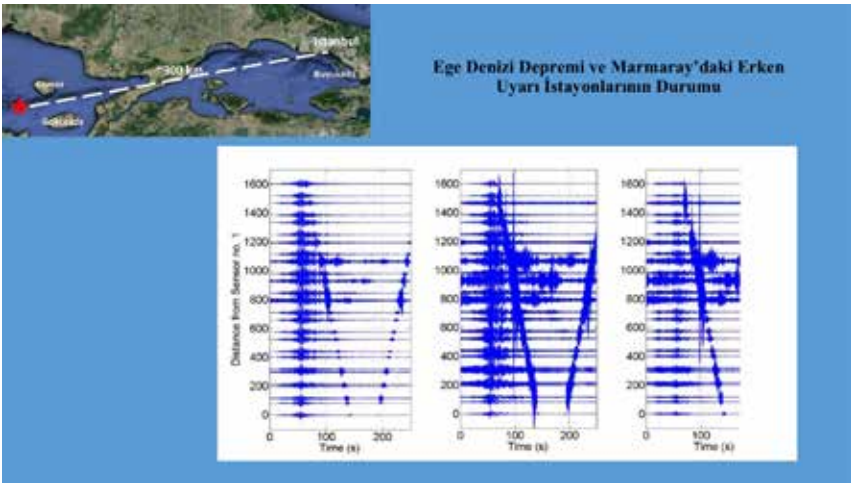 Istanbul
~300 km
Gokceada
Ege Denizi Depremi ve Marmaray'daki Erken
Uyarı İstayonlarının Durumu
Distance from Sensor no. 1
1600
1400
1200
1000
800
600
400
200
0
0 100 200
Time (s)
1600
1400
1200
1000
800
600
400
200
0
0 100 200
Time (s)
1600
1400
1200
1000
800
600
400
200
0
0 100
Time (s)